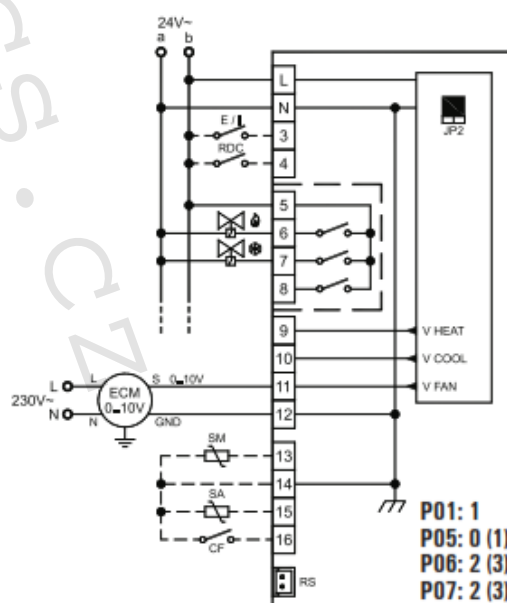 24V~
a b
L
N
JP2
E / I
3
RDC
4
5
6
7
8
9 V HEAT
10 V COOL
L L S 0_10V 11 V FAN
230V~ ECM
0_10V
N N GND 12
SM 13
14
SA 15
CF 16
RS
P01: 1
P05: 0 (1)
P06: 2 (3)
P07: 2 (3)
CS.CZ